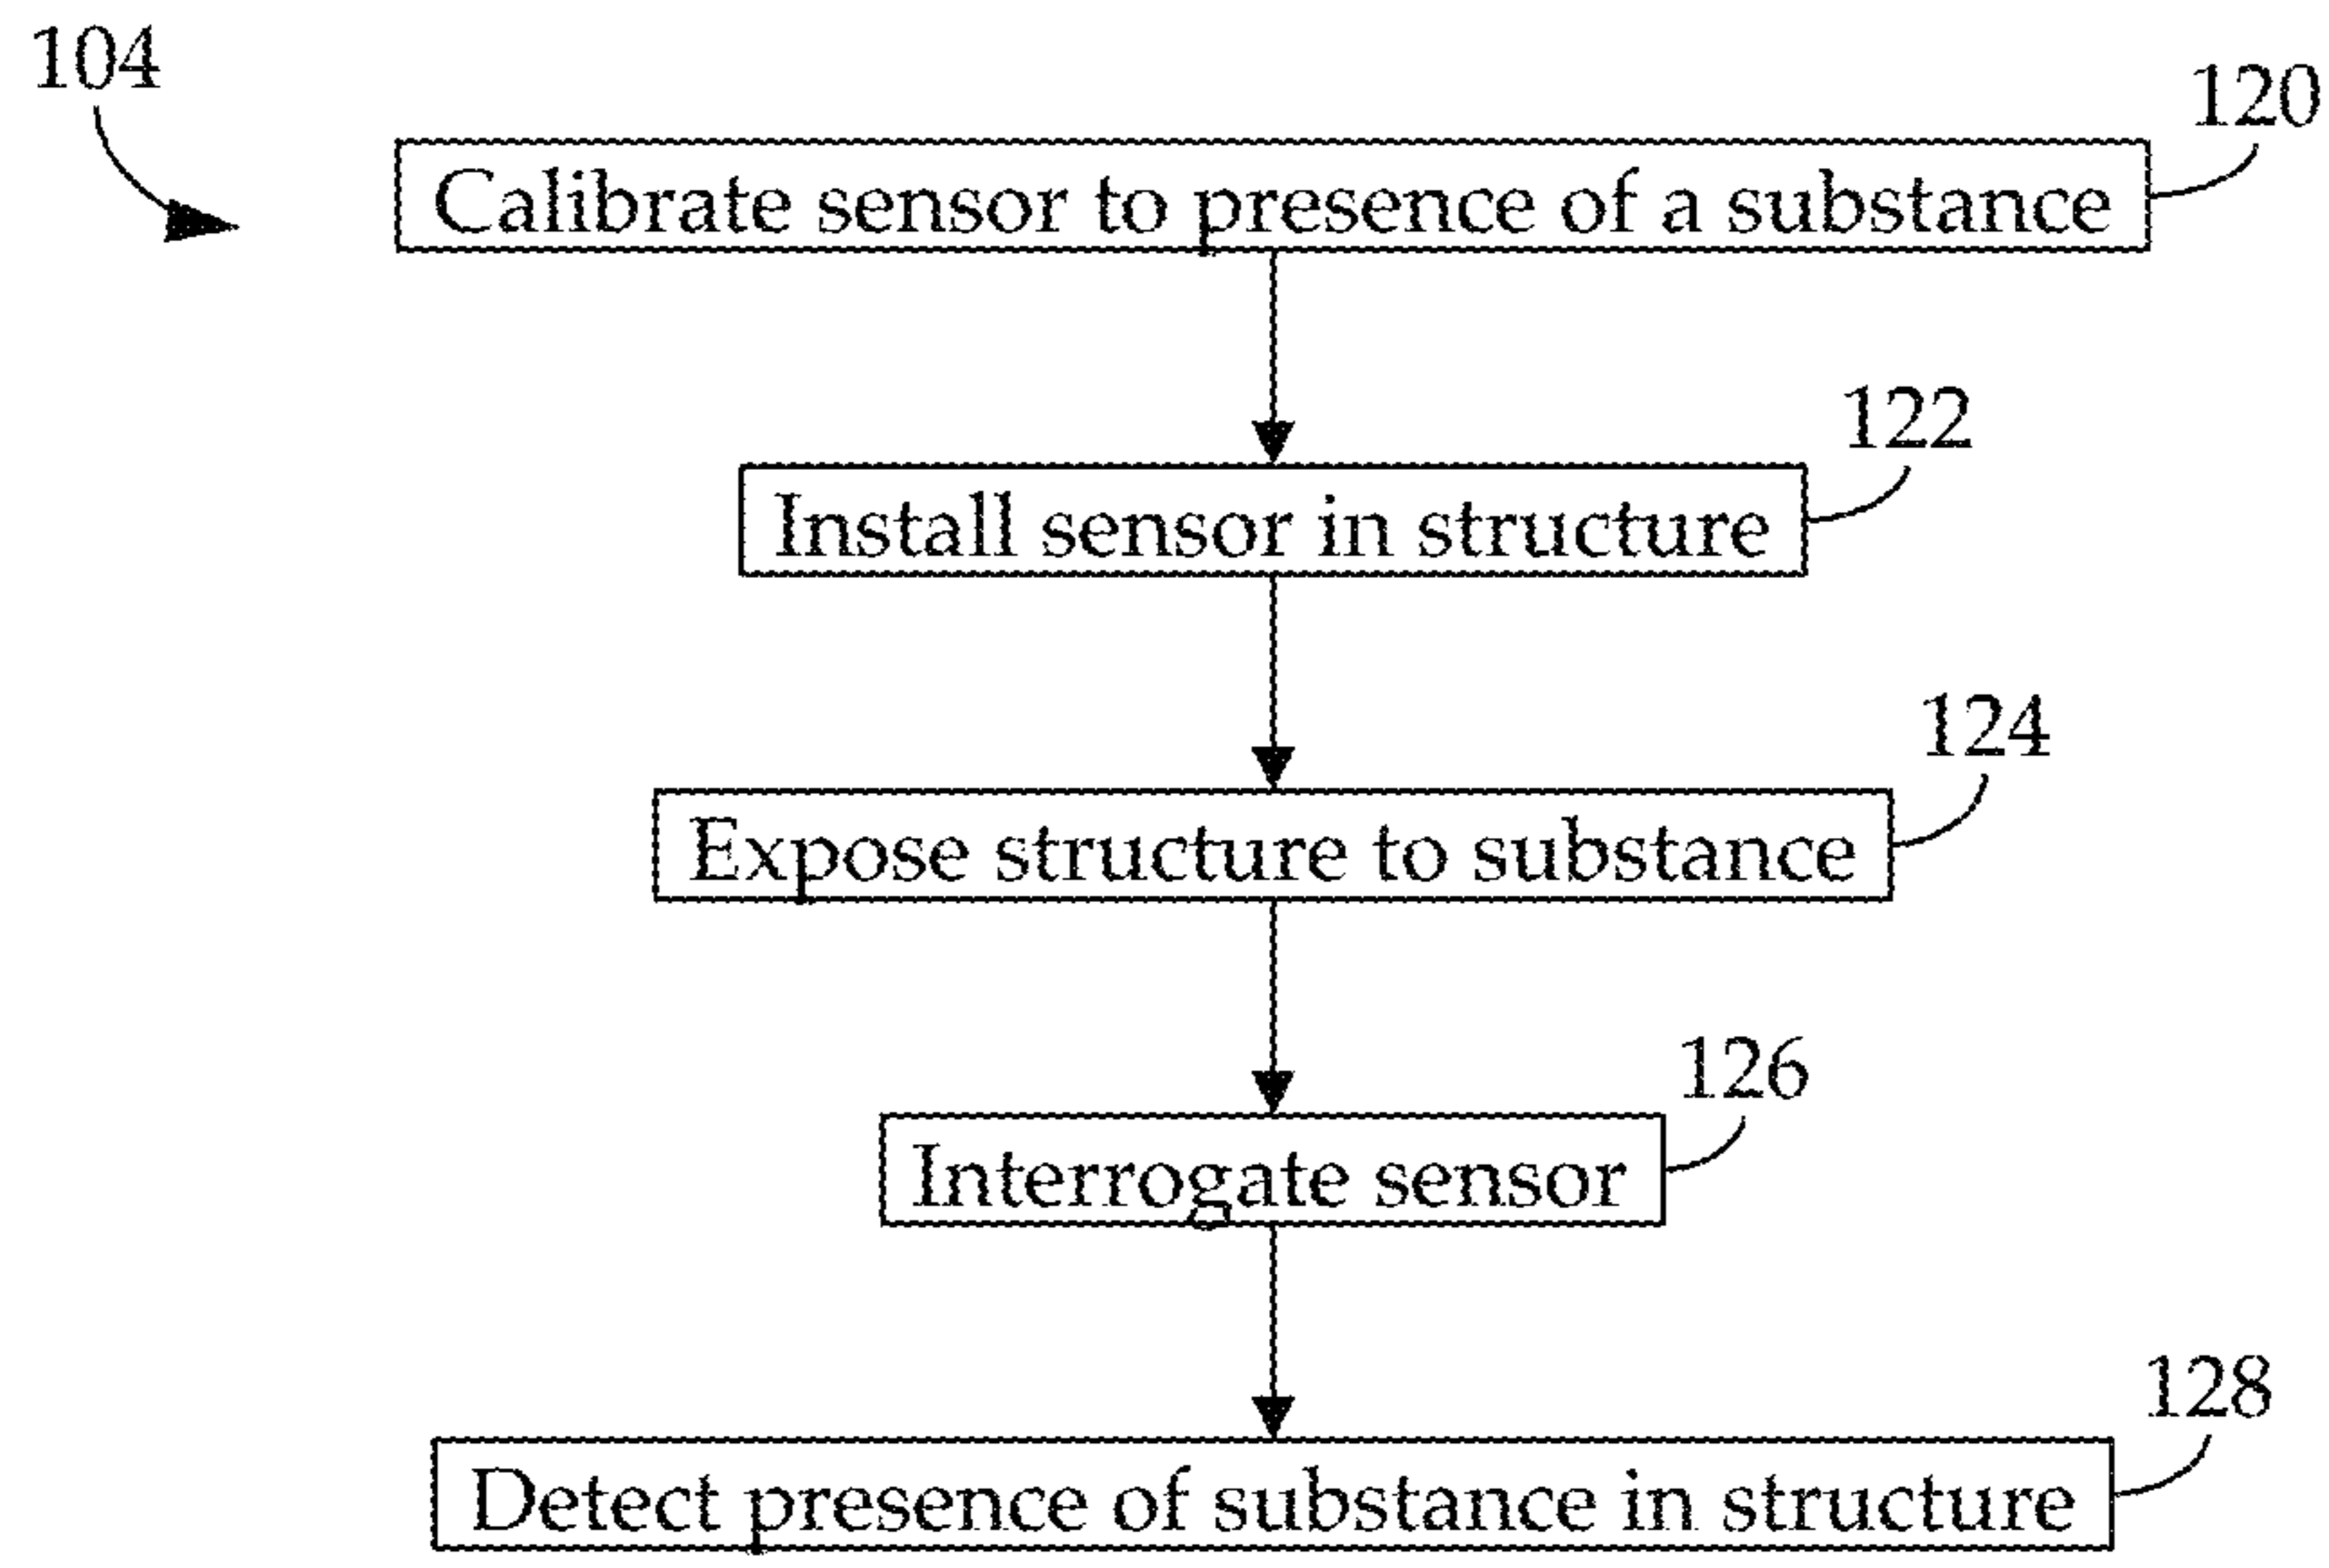 104
120
Calibrate sensor to presence of a substance
122
Install sensor in structure
124
Expose structure to substance
126
Interrogate sensor
128
Detect presence of substance in structure